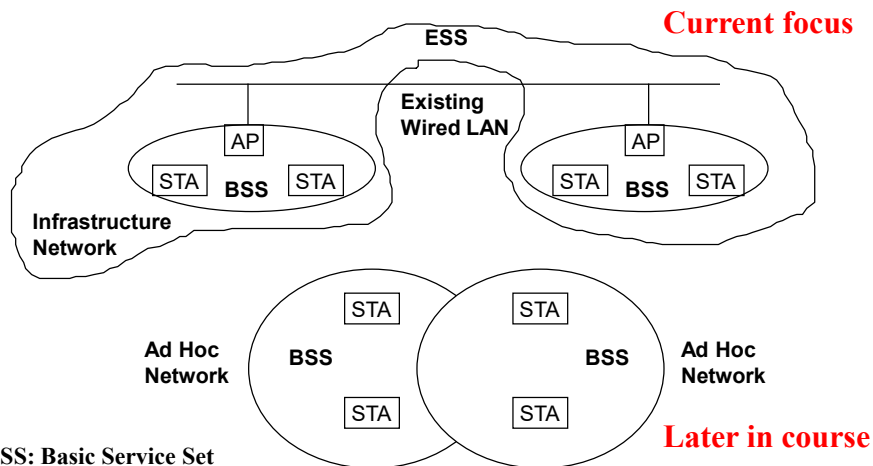 Current focus
ESS
Existing
Wired LAN
AP
AP
STA
BSS
STA
STA
BSS
STA
Infrastructure
Network
STA
STA
Ad Hoc
Network
BSS
BSS
Ad Hoc
Network
STA
STA
Later in course
SS: Basic Service Set